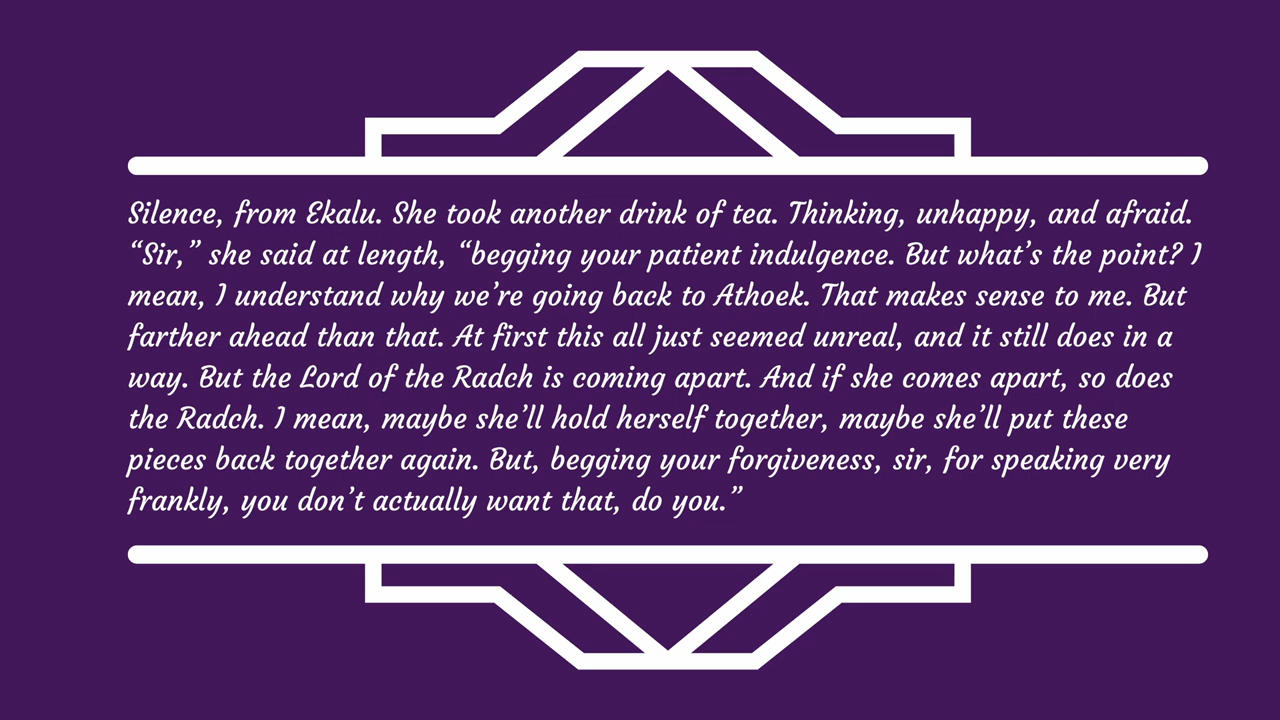 Silence, from Ekalu. She took another drink of tea. Thinking, unhappy, and afraid.
“Sir,” she said at length, “begging your patient indulgence. But what’s the point? I
mean, I understand why we’re going back to Athoek. That makes sense to me. But
farther ahead than that. At first this all just seemed unreal, and it still does in a
way. But the Lord of the Radch is coming apart. And if she comes apart, so does
the Radch. I mean, maybe she’ll hold herself together, maybe she’ll put these
pieces back together again. But, begging your forgiveness, sir, for speaking very
frankly, you don’t actually want that, do you.”